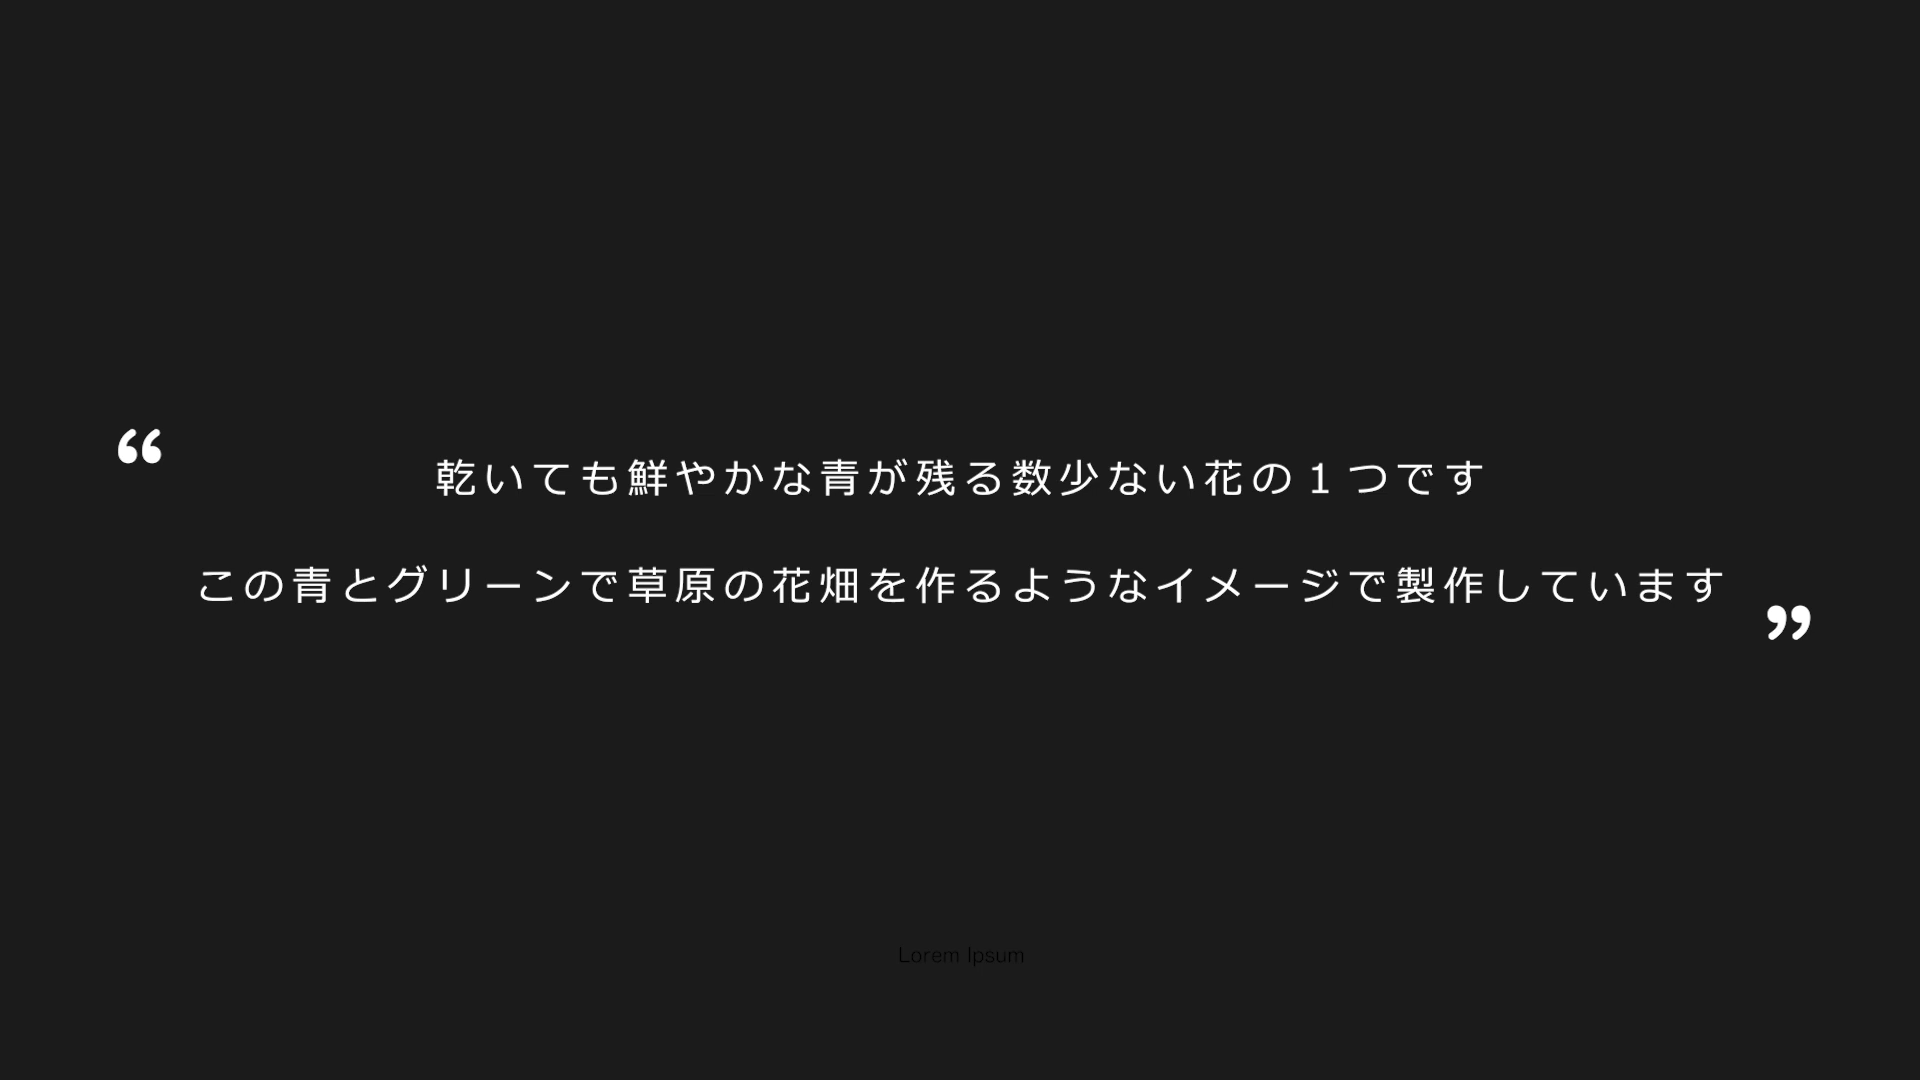 “
乾いても鮮やかな青が残る数少ない花の１つです
この青とグリーンで草原の花畑を作るようなイメージで製作しています
”
Lorem Ipsum